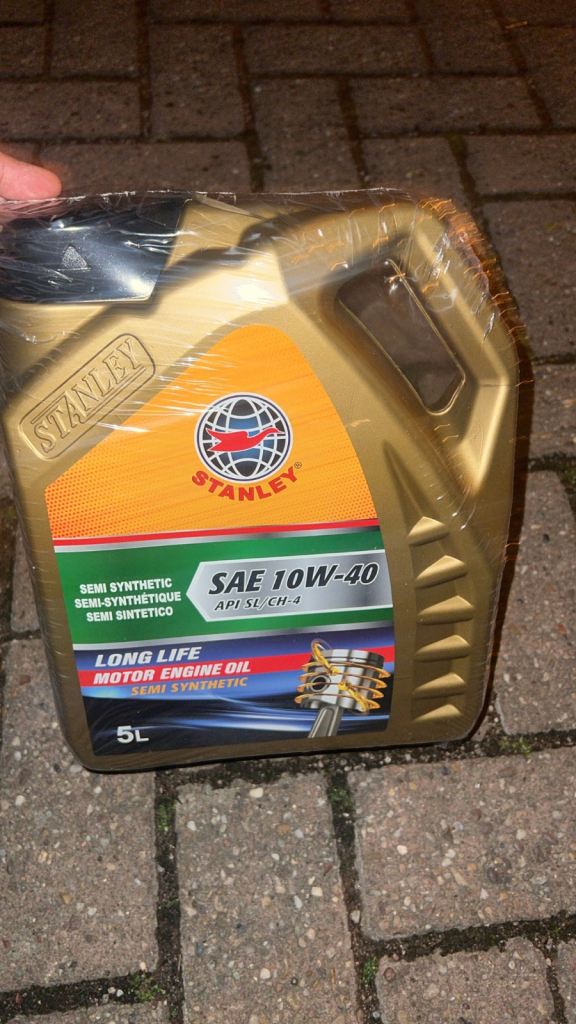 STANLEY
STANLEY®
SEMI SYNTHETIC
SEMI-SYNTHÉTIQUE
SEMI SINTETICO
SAE 10W-40
API SL/CH-4
LONG LIFE
MOTOR ENGINE OIL
SEMI SYNTHETIC
5L